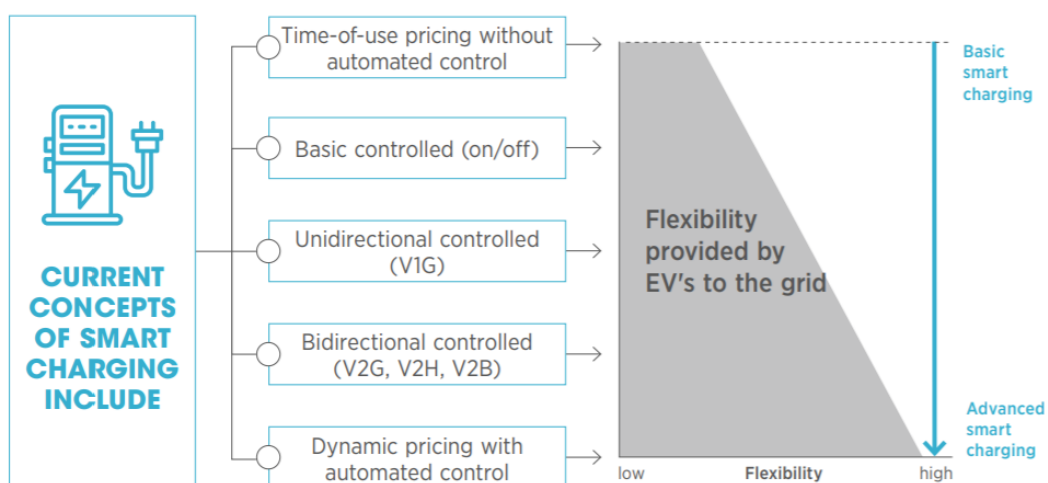 CURRENT
CONCEPTS
OF SMART
CHARGING
INCLUDE
Time-of-use pricing without
automated control
Basic controlled (on/off)
Unidirectional controlled
(V1G)
Bidirectional controlled
(V2G, V2H, V2B)
Dynamic pricing with
automated control
Flexibility
provided by
EV's to the grid
low
Flexibility
high
Basic
smart
charging
Advanced
smart
charging